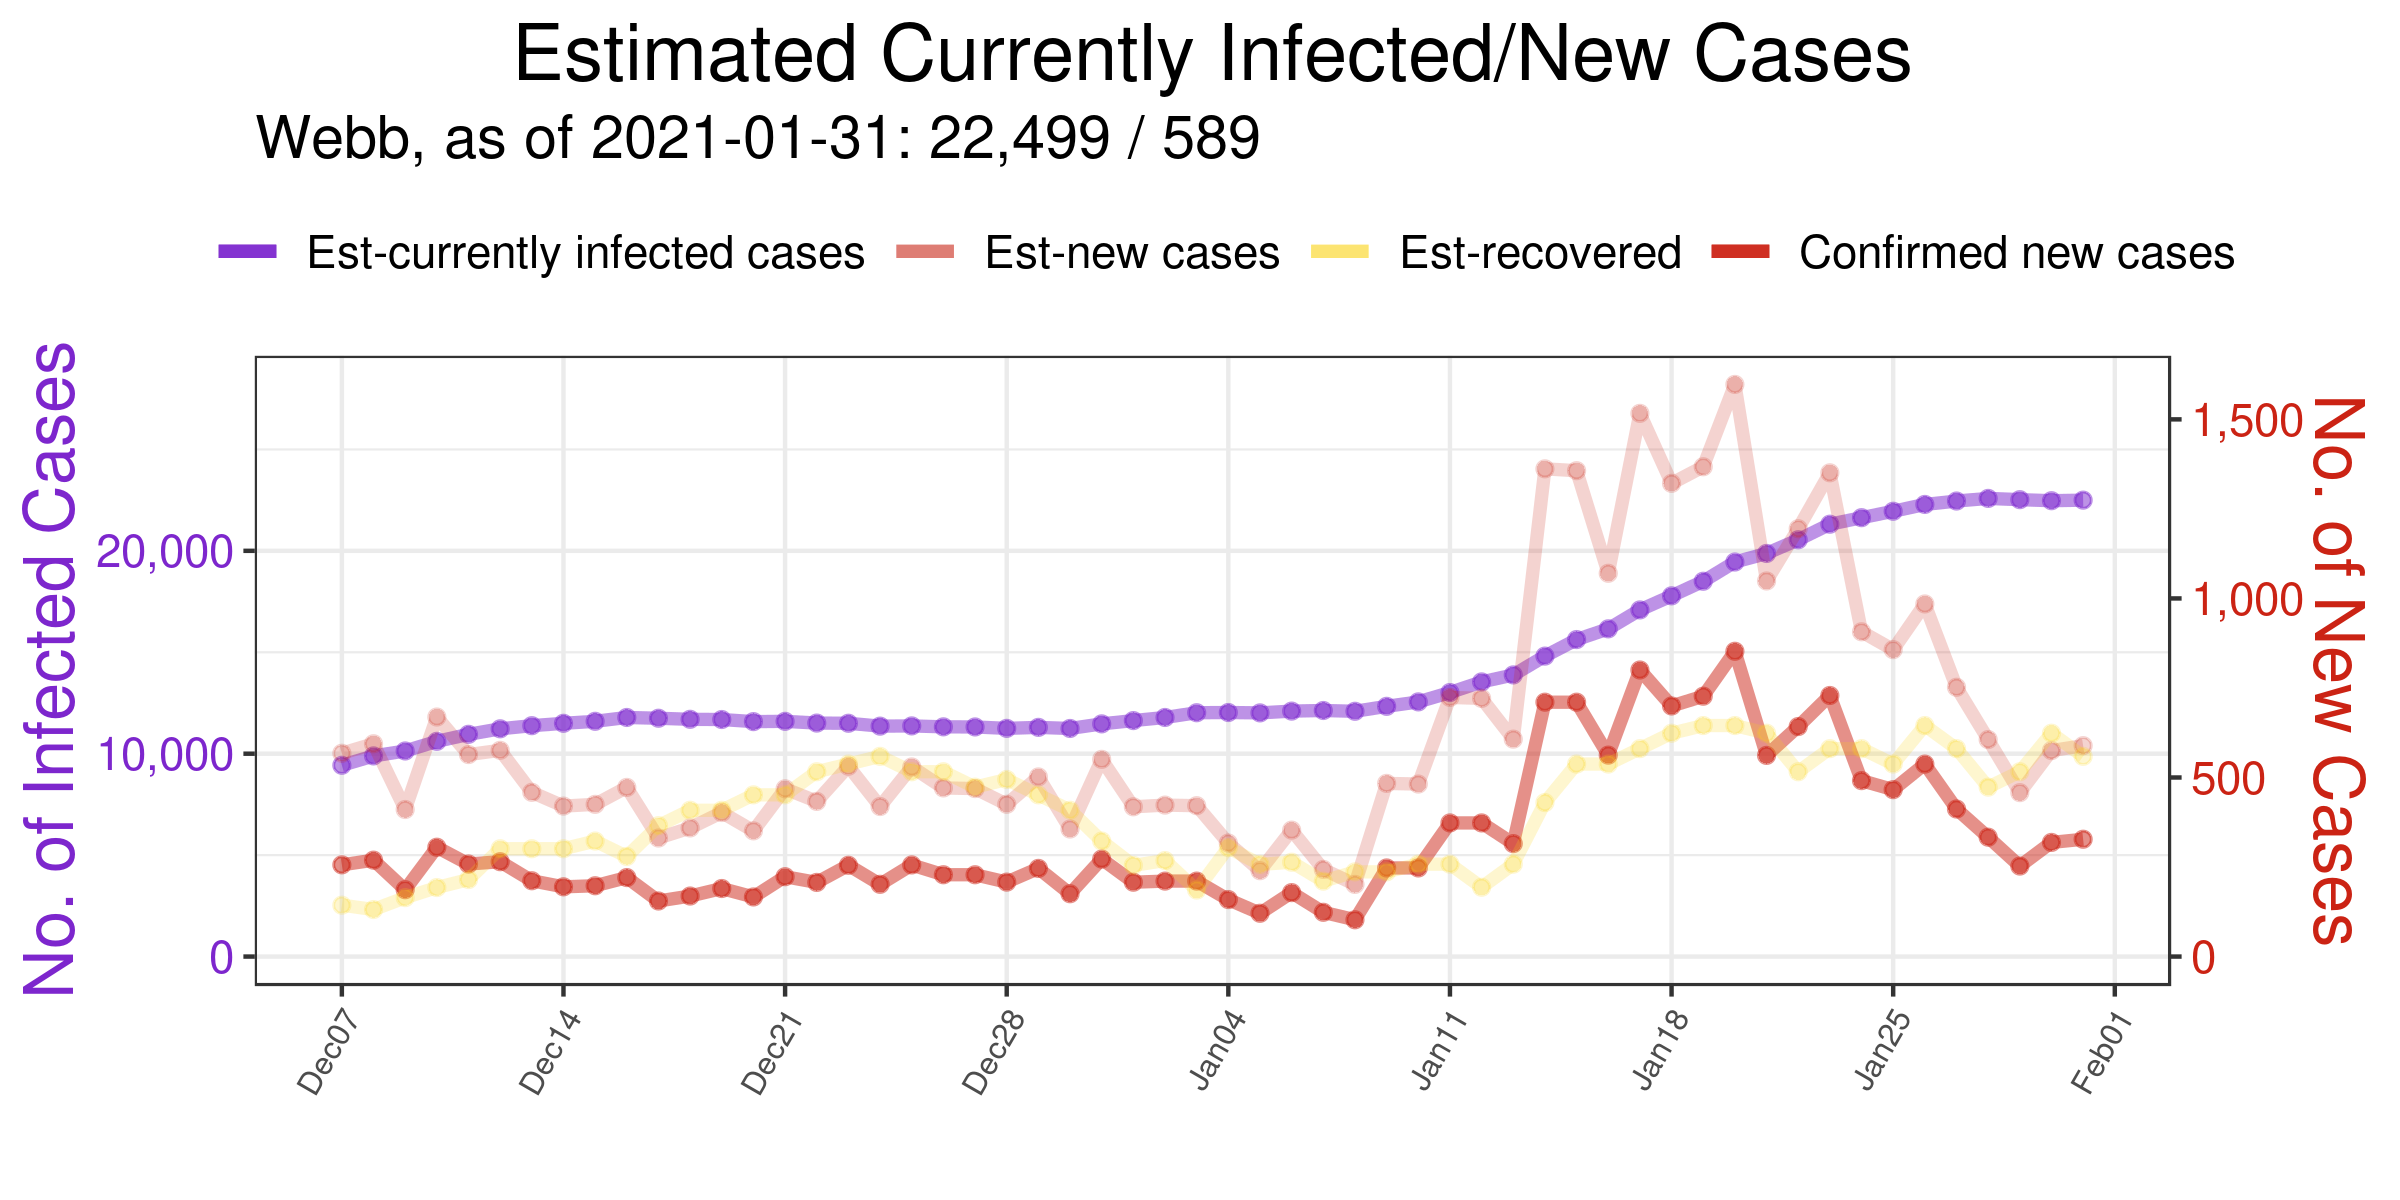 Estimated Currently Infected/New Cases
Webb, as of 2021-01-31: 22,499 / 589
Est-currently infected cases Est-new cases Est-recovered Confirmed new cases
No. of Infected Cases
20,000
10,000
0
1,500
1,000
500
0
No. of New Cases
Dec07 Dec14 Dec21 Dec28 Jan04 Jan11 Jan18 Jan25 Feb01